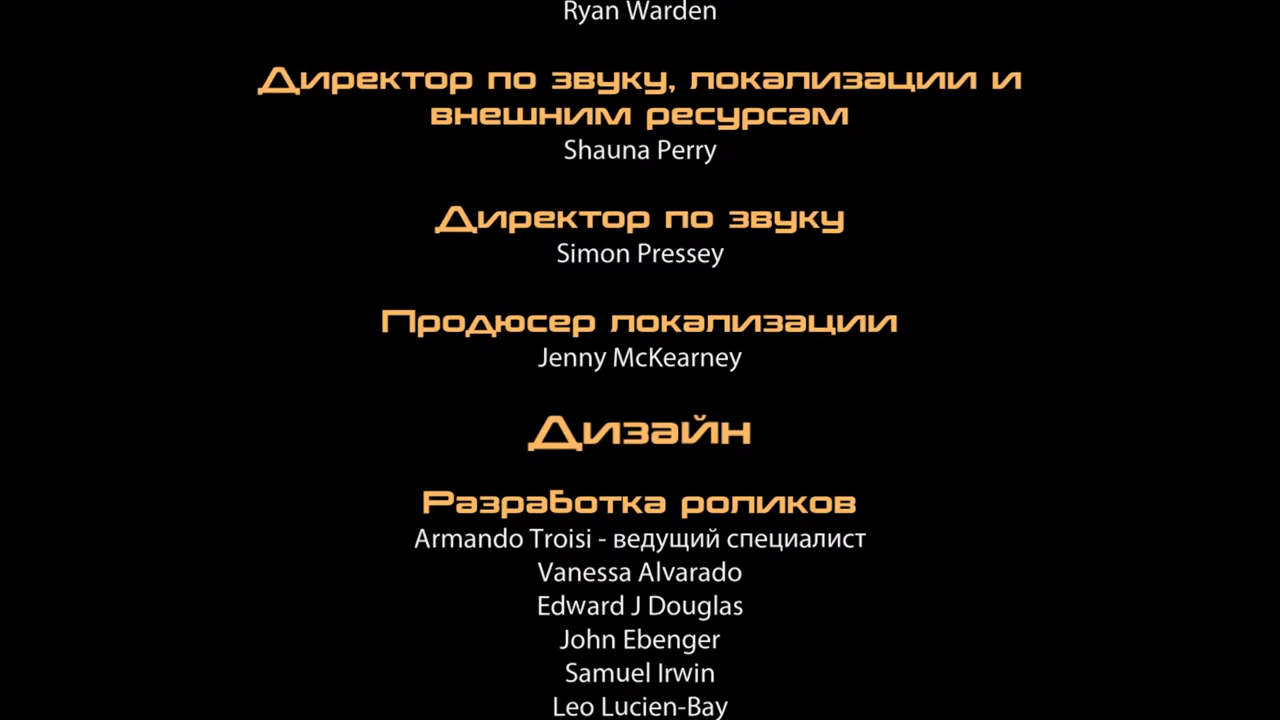 Ryan Warden
Директор по звуку, локализации и
внешним ресурсам
Shauna Perry
Директор по звуку
Simon Pressey
Продюсер локализации
Jenny McKearney
Дизайн
Разработка роликов
Armando Troisi - ведущий специалист
Vanessa Alvarado
Edward J Douglas
John Ebenger
Samuel Irwin
Leo Lucien-Bay